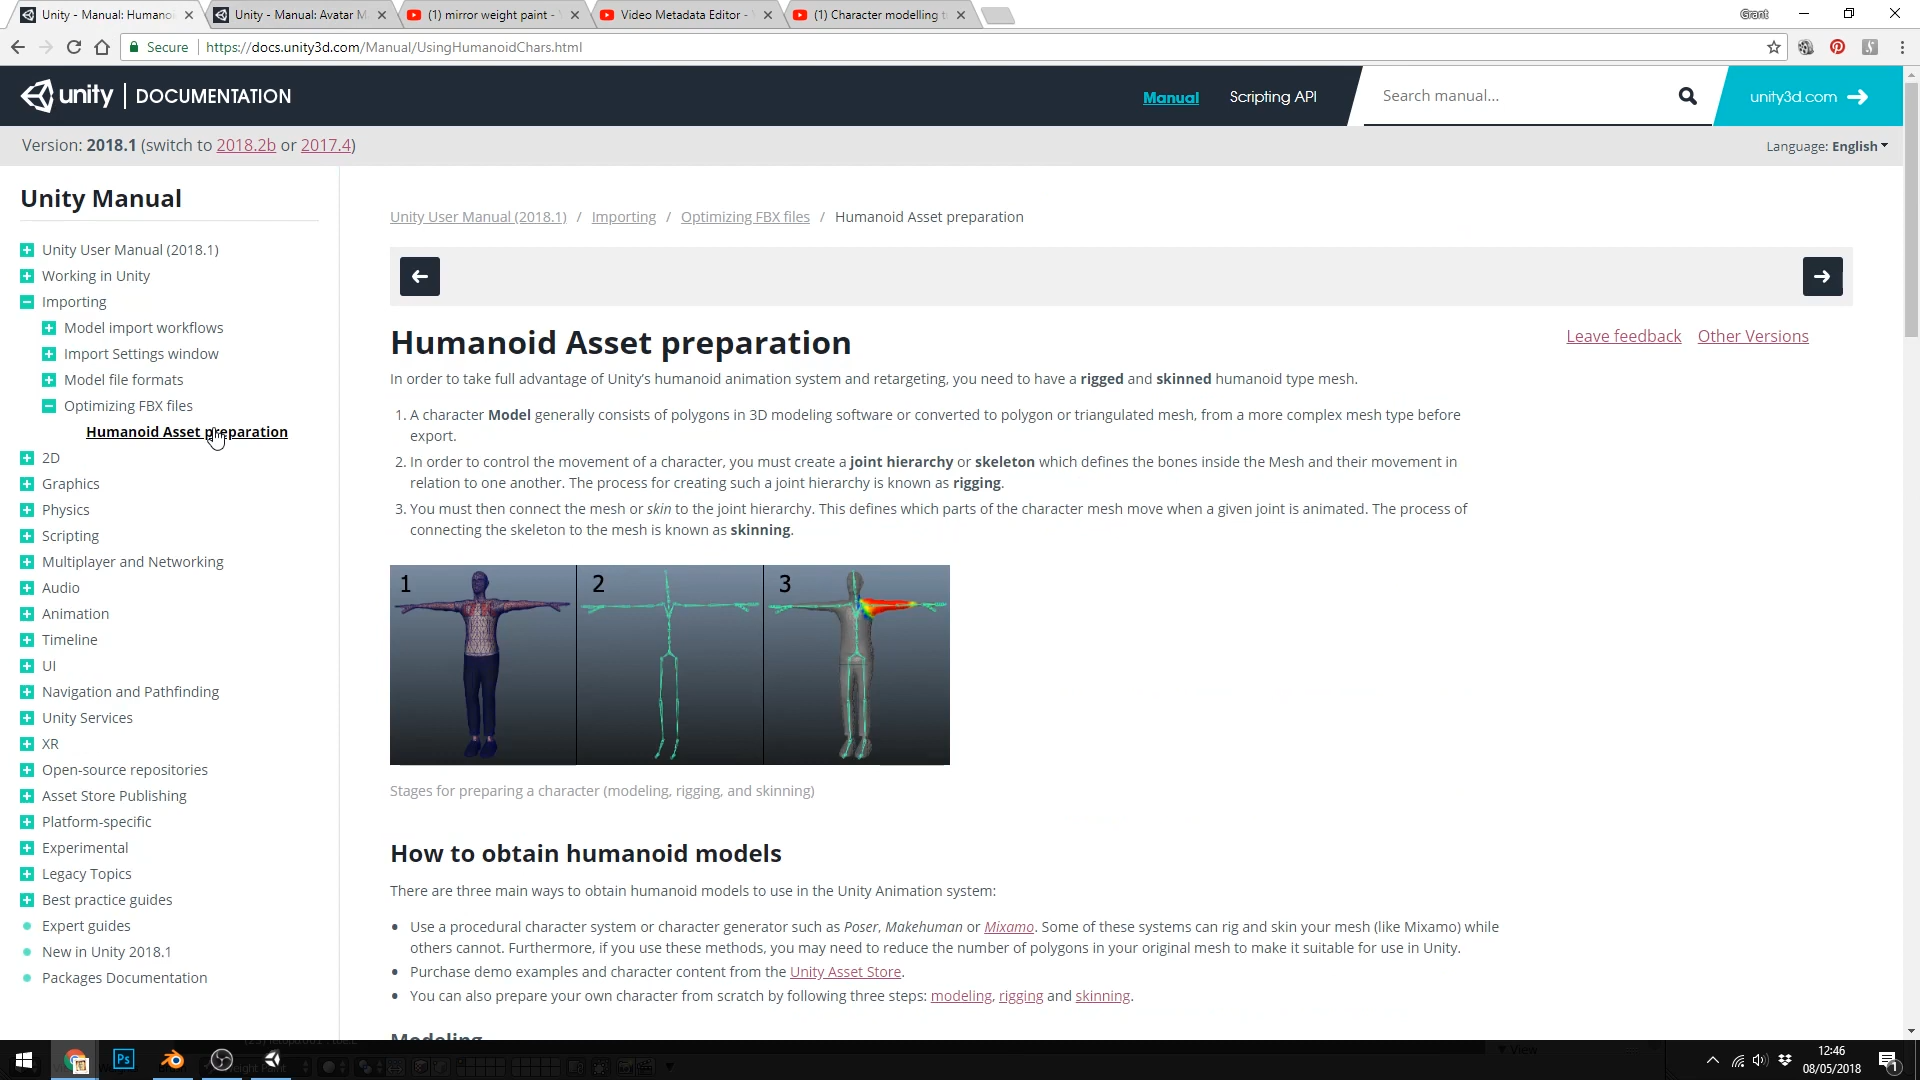 Unity - Manual: Humano
Unity - Manual: Avatar M
(1) mirror weight paint -
Video Metadata Editor -
(1) Character modelling t
Grant
Secure
https://docs.unity3d.com/Manual/UsingHumanoidChars.html
unity | DOCUMENTATION
Manual
Scripting API
Search manual...
unity3d.com
Version: 2018.1 (switch to 2018.2b or 2017.4)
Language: English
Unity Manual
Unity User Manual (2018.1)
Working in Unity
Importing
Model import workflows
Import Settings window
Model file formats
Optimizing FBX files
Humanoid Asset preparation
2D
Graphics
Physics
Scripting
Multiplayer and Networking
Audio
Animation
Timeline
UI
Navigation and Pathfinding
Unity Services
XR
Open-source repositories
Asset Store Publishing
Platform-specific
Experimental
Legacy Topics
Best practice guides
Expert guides
New in Unity 2018.1
Packages Documentation
Unity User Manual (2018.1) / Importing / Optimizing FBX files / Humanoid Asset preparation
Humanoid Asset preparation
Leave feedback
Other Versions
In order to take full advantage of Unity's humanoid animation system and retargeting, you need to have a rigged and skinned humanoid type mesh.
1. A character Model generally consists of polygons in 3D modeling software or converted to polygon or triangulated mesh, from a more complex mesh type before
export.
2. In order to control the movement of a character, you must create a joint hierarchy or skeleton which defines the bones inside the Mesh and their movement in
relation to one another. The process for creating such a joint hierarchy is known as rigging.
3. You must then connect the mesh or skin to the joint hierarchy. This defines which parts of the character mesh move when a given joint is animated. The process of
connecting the skeleton to the mesh is known as skinning.
1
2
3
Stages for preparing a character (modeling, rigging, and skinning)
How to obtain humanoid models
There are three main ways to obtain humanoid models to use in the Unity Animation system:
Use a procedural character system or character generator such as Poser, Makehuman or Mixamo. Some of these systems can rig and skin your mesh (like Mixamo) while
others cannot. Furthermore, if you use these methods, you may need to reduce the number of polygons in your original mesh to make it suitable for use in Unity.
Purchase demo examples and character content from the Unity Asset Store.
You can also prepare your own character from scratch by following three steps: modeling, rigging and skinning.
Modeling
Ps
View
12:46
08/05/2018
1